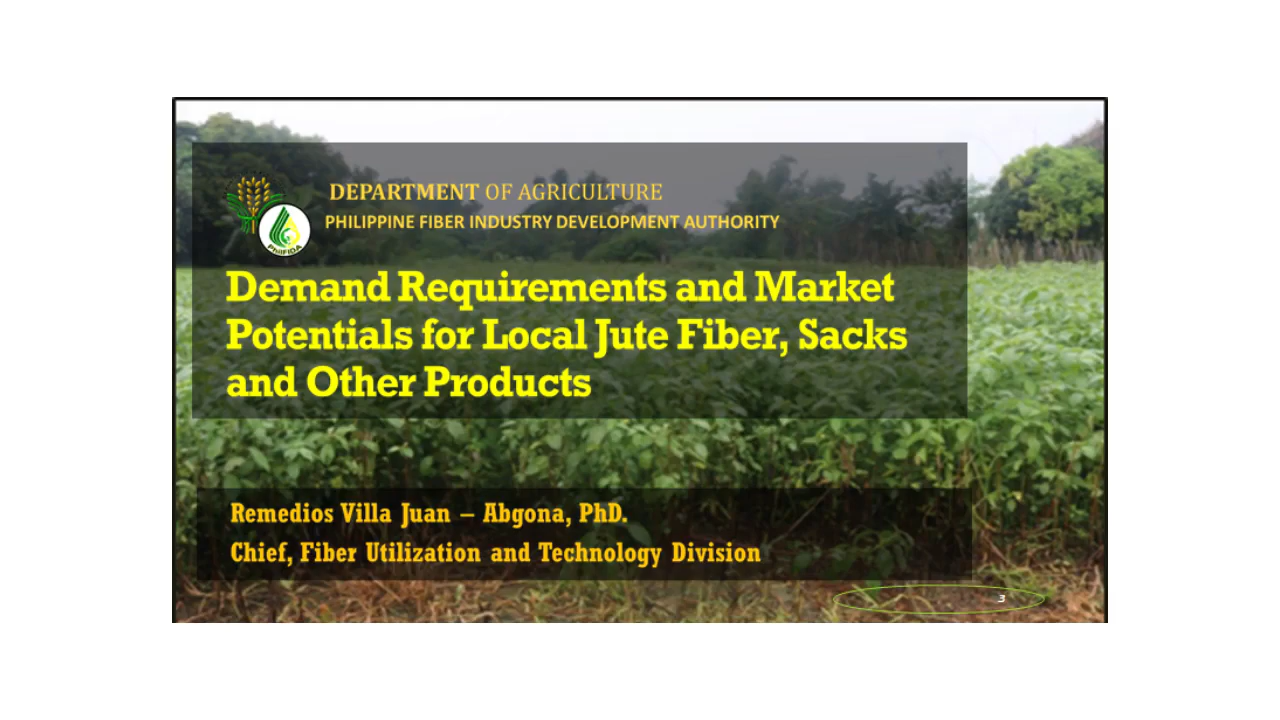 DEPARTMENT OF AGRICULTURE
PHILIPPINE FIBER INDUSTRY DEVELOPMENT AUTHORITY
PhilFIDA
Demand Requirements and Market
Potentials for Local Jute Fiber, Sacks
and Other Products
Remedios Villa Juan – Abgona, PhD.
Chief, Fiber Utilization and Technology Division
3